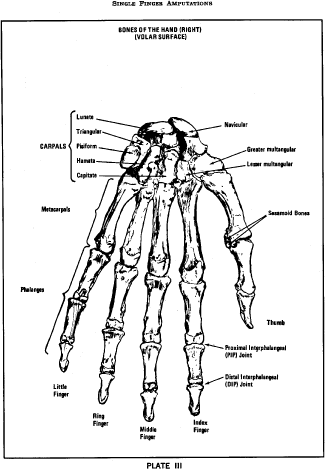 SINGLE FINGER AMPUTATIONS
BONES OF THE HAND (RIGHT)
(VOLAR SURFACE)
Lunate
Triangular
CARPALS
Pisiform
Hamate
Capitate
Navicular
Greater multangular
Lesser multangular
Metacarpals
Sesamoid Bones
Phalanges
Thumb
Proximal Interphalangeal
(PIP) Joint
Distal Interphalangeal
(DIP) Joint
Little
Finger
Ring
Finger
Middle
Finger
Index
Finger
PLATE III